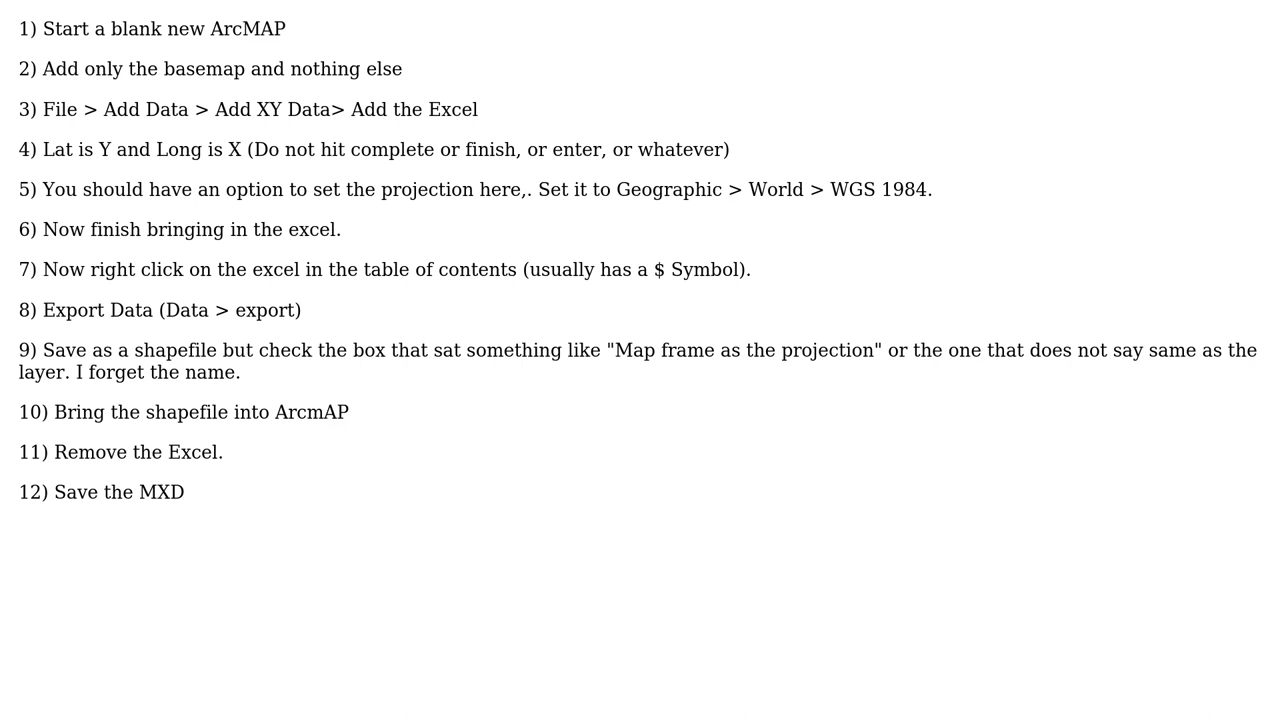 1) Start a blank new ArcMAP
2) Add only the basemap and nothing else
3) File > Add Data > Add XY Data> Add the Excel
4) Lat is Y and Long is X (Do not hit complete or finish, or enter, or whatever)
5) You should have an option to set the projection here,. Set it to Geographic > World > WGS 1984.
6) Now finish bringing in the excel.
7) Now right click on the excel in the table of contents (usually has a $ Symbol).
8) Export Data (Data > export)
9) Save as a shapefile but check the box that sat something like "Map frame as the projection" or the one that does not say same as the
layer. I forget the name.
10) Bring the shapefile into ArcmAP
11) Remove the Excel.
12) Save the MXD